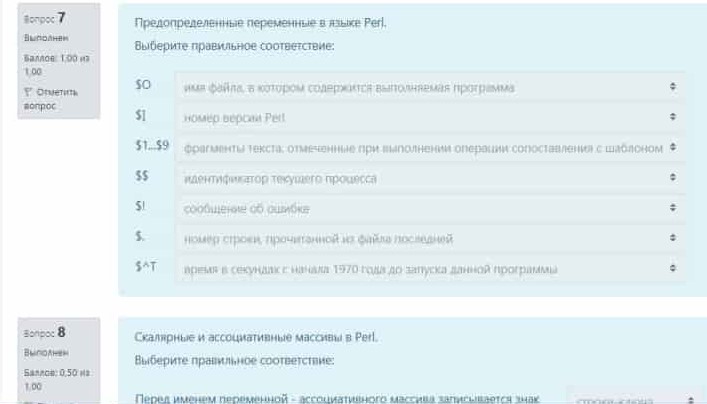 Вопрос 7
Выполнен
Баллов: 1,00 из
1,00
Отметить
вопрос
Предопределенные переменные в языке Perl.
Выберите правильное соответствие:
$O имя файла, в котором содержится выполняемая программа
$] номер версии Perl
$1...$9 фрагменты текста, отмеченные при выполнении операции сопоставления с шаблоном
$$ идентификатор текущего процесса
$! сообщение об ошибке
$. номер строки, прочитанной из файла последней
$^T время в секундах с начала 1970 года до запуска данной программы
Вопрос 8
Выполнен
Баллов: 0,50 из
1,00
Скалярные и ассоциативные массивы в Perl.
Выберите правильное соответствие:
Перед именем переменной - ассоциативного массива записывается знак